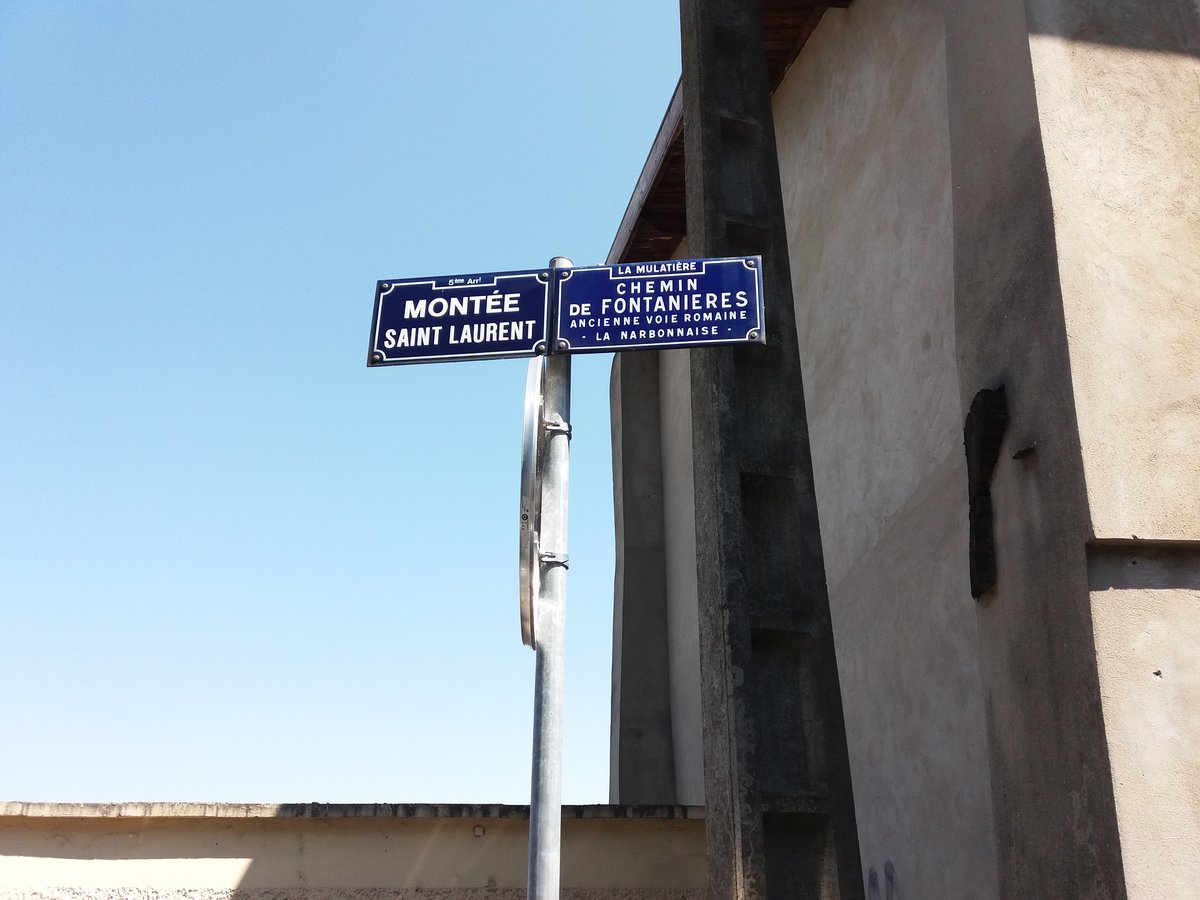 5ème Arrt
MONTÉE
SAINT LAURENT
LA MULATIÈRE
CHEMIN
DE FONTANIERES
ANCIENNE VOIE ROMAINE
- LA NARBONNAISE -